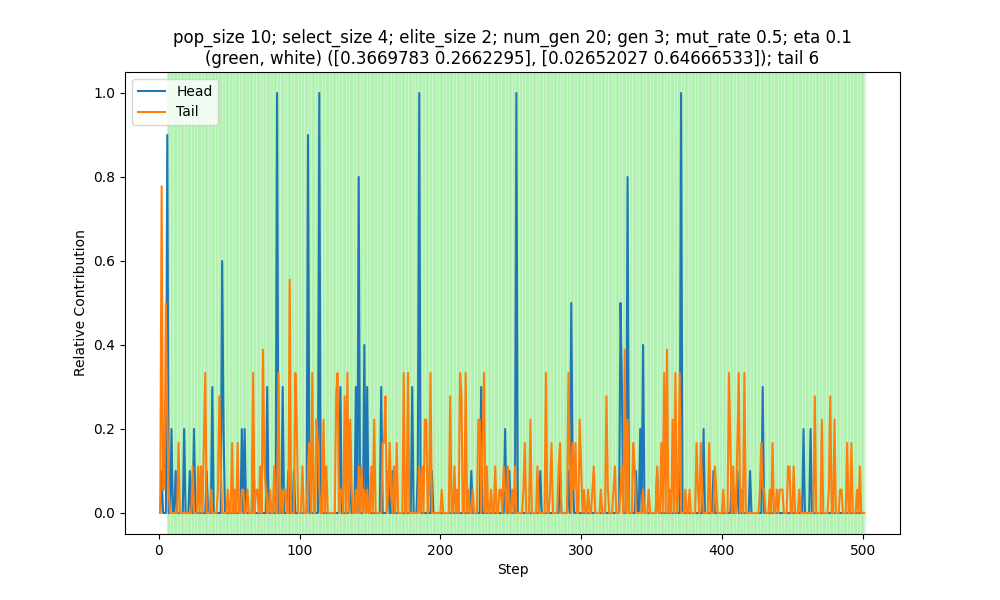 pop_size 10; select_size 4; elite_size 2; num_gen 20; gen 3; mut_rate 0.5; eta 0.1
(green, white) ([0.3669783 0.2662295], [0.02652027 0.64666533]); tail 6
Head
Tail
1.0
0.8
0.6
0.4
0.2
0.0
Relative Contribution
0
100
200
300
400
500
Step